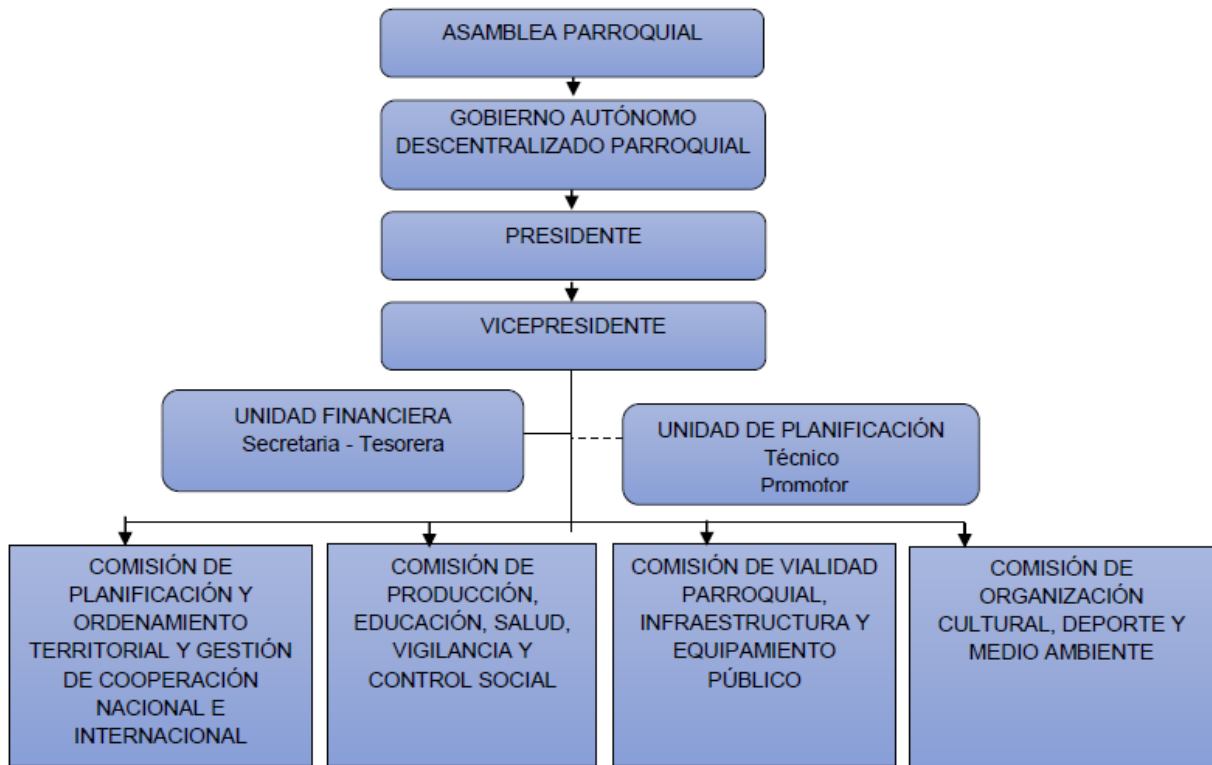 ASAMBLEA PARROQUIAL
GOBIERNO AUTÓNOMO
DESCENTRALIZADO PARROQUIAL
PRESIDENTE
VICEPRESIDENTE
UNIDAD FINANCIERA
Secretaria - Tesorera
UNIDAD DE PLANIFICACIÓN
Técnico
Promotor
COMISIÓN DE
PLANIFICACIÓN Y
ORDENAMIENTO
TERRITORIAL Y GESTIÓN
DE COOPERACIÓN
NACIONAL E
INTERNACIONAL
COMISIÓN DE
PRODUCCIÓN,
EDUCACIÓN, SALUD,
VIGILANCIA Y
CONTROL SOCIAL
COMISIÓN DE VIALIDAD
PARROQUIAL,
INFRAESTRUCTURA Y
EQUIPAMIENTO
PÚBLICO
COMISIÓN DE
ORGANIZACIÓN
CULTURAL, DEPORTE Y
MEDIO AMBIENTE